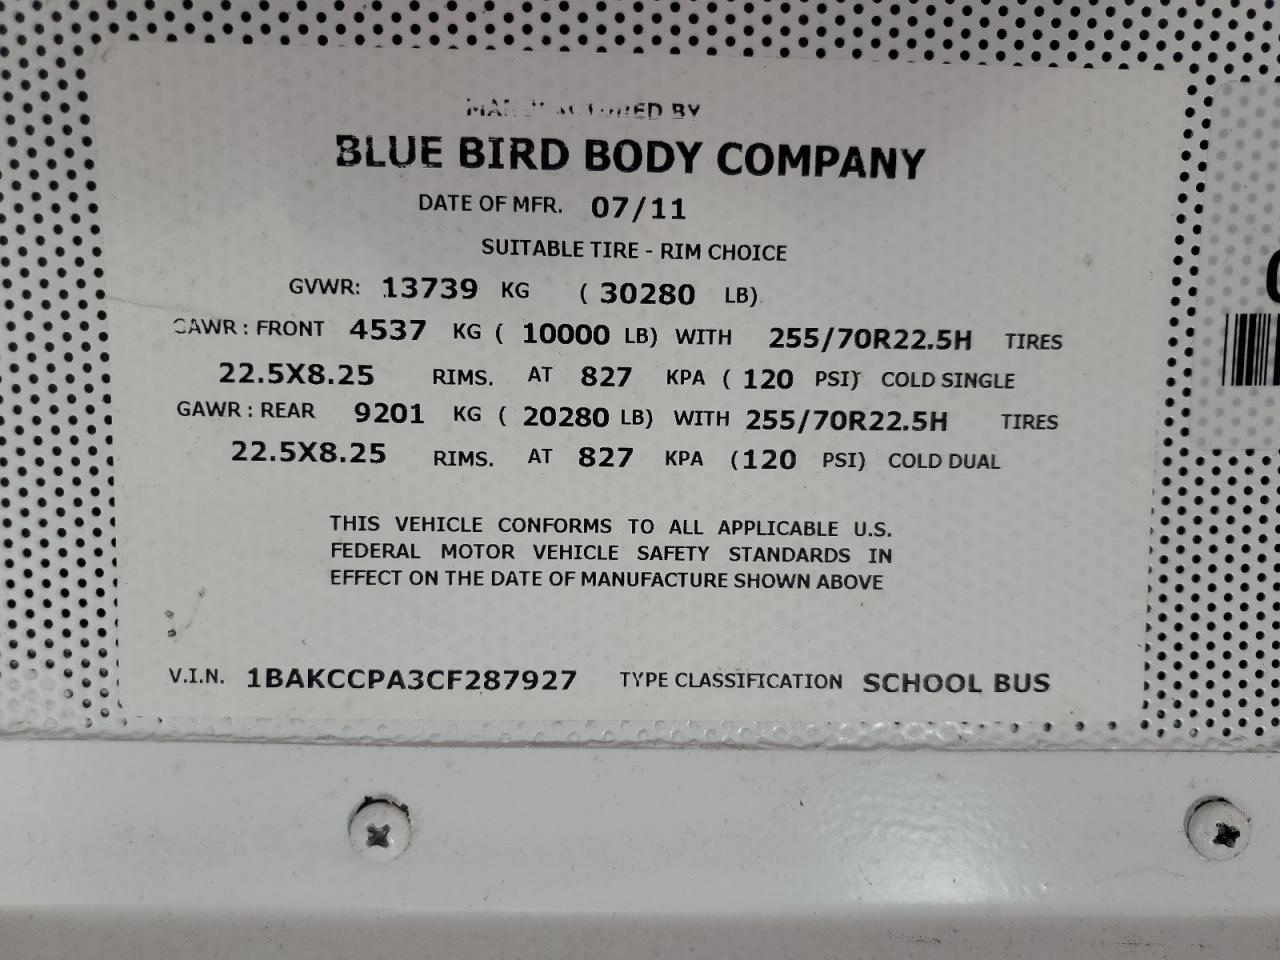 MANUFACTURED BY
BLUE BIRD BODY COMPANY
DATE OF MFR. 07/11
SUITABLE TIRE - RIM CHOICE
GVWR: 13739 KG ( 30280 LB)
GAWR : FRONT 4537 KG ( 10000 LB) WITH 255/70R22.5H TIRES
22.5X8.25 RIMS. AT 827 KPA ( 120 PSI) COLD SINGLE
GAWR : REAR 9201 KG ( 20280 LB) WITH 255/70R22.5H TIRES
22.5X8.25 RIMS. AT 827 KPA (120 PSI) COLD DUAL
THIS VEHICLE CONFORMS TO ALL APPLICABLE U.S.
FEDERAL MOTOR VEHICLE SAFETY STANDARDS IN
EFFECT ON THE DATE OF MANUFACTURE SHOWN ABOVE
V.I.N. 1BAKCCPA3CF287927 TYPE CLASSIFICATION SCHOOL BUS